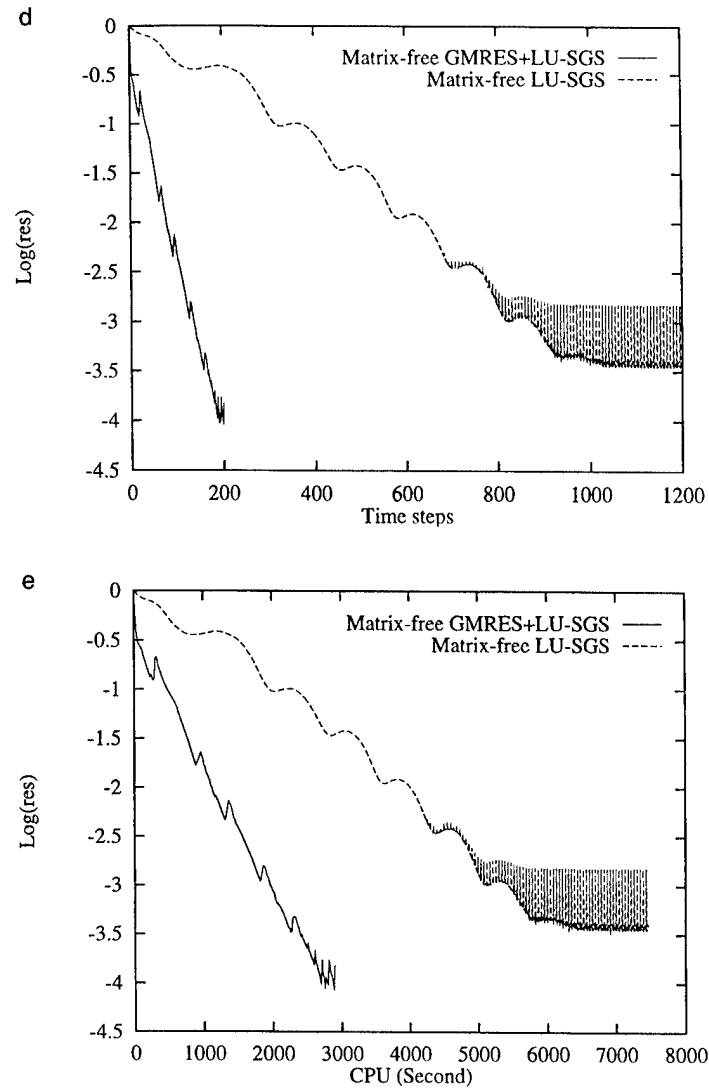 d
0
-0.5
-1
-1.5
-2
-2.5
-3
-3.5
-4
-4.5
Log(res)
Matrix-free GMRES+LU-SGS
Matrix-free LU-SGS
0 200 400 600 800 1000 1200
Time steps
e
0
-0.5
-1
-1.5
-2
-2.5
-3
-3.5
-4
-4.5
Log(res)
Matrix-free GMRES+LU-SGS
Matrix-free LU-SGS
0 1000 2000 3000 4000 5000 6000 7000 8000
CPU (Second)